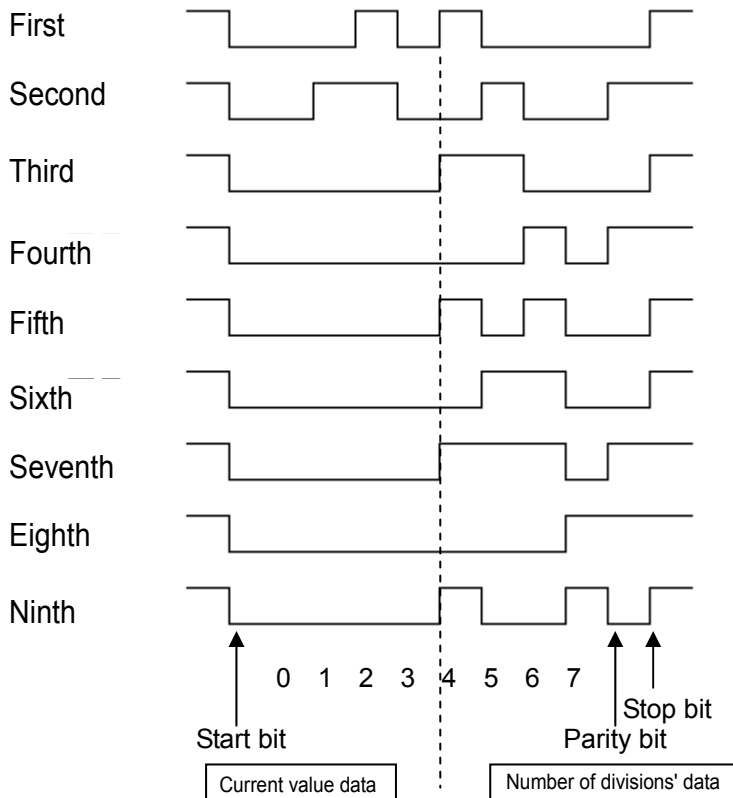 First
Second
Third
Fourth
Fifth
Sixth
Seventh
Eighth
Ninth
0 1 2 3 4 5 6 7
Stop bit
Start bit Parity bit
Current value data Number of divisions' data